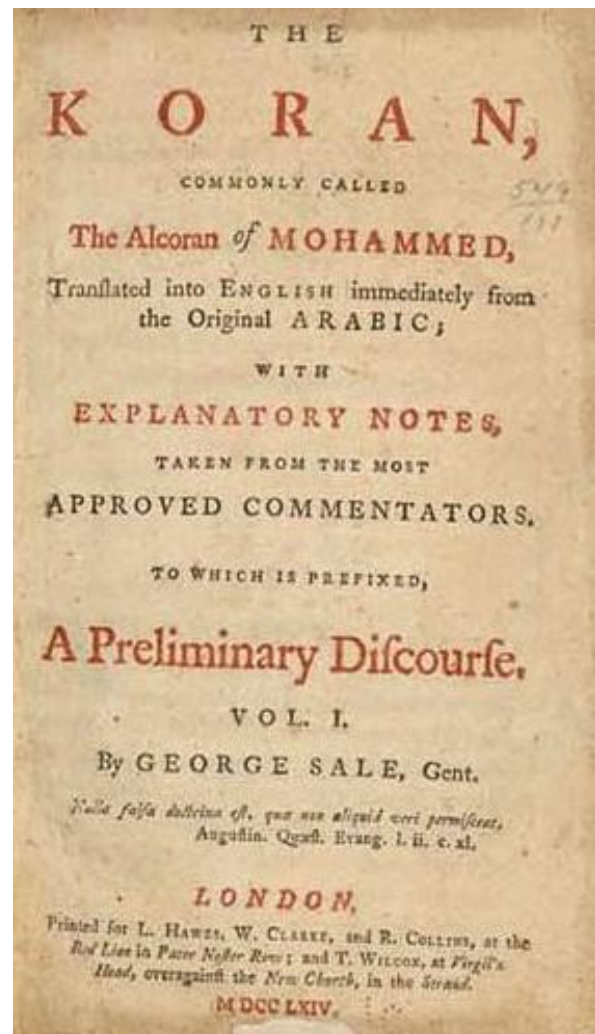 THE
KORAN,
COMMONLY CALLED
The Alcoran of MOHAMMED,
Tranſlated into ENGLISH immediately from
the Original ARABIC;
WITH
EXPLANATORY NOTES,
TAKEN FROM THE MOST
APPROVED COMMENTATORS.
TO WHICH IS PREFIXED,
A Preliminary Diſcourſe.
VOL. I.
By GEORGE SALE, Gent.
Nulla falſa doctrina eſt, quæ non aliquid veri permiſceat,
Auguſtin. Quæſt. Evang. l. ii. c. xl.
LONDON,
Printed for L. HAWES, W. CLARKE, and R. COLLINS, at the
Red Lion in Pater Noſter Row; and T. WILCOX, at Virgil's
Head, overagainſt the New Church, in the Strand.
M DCC LXIV.